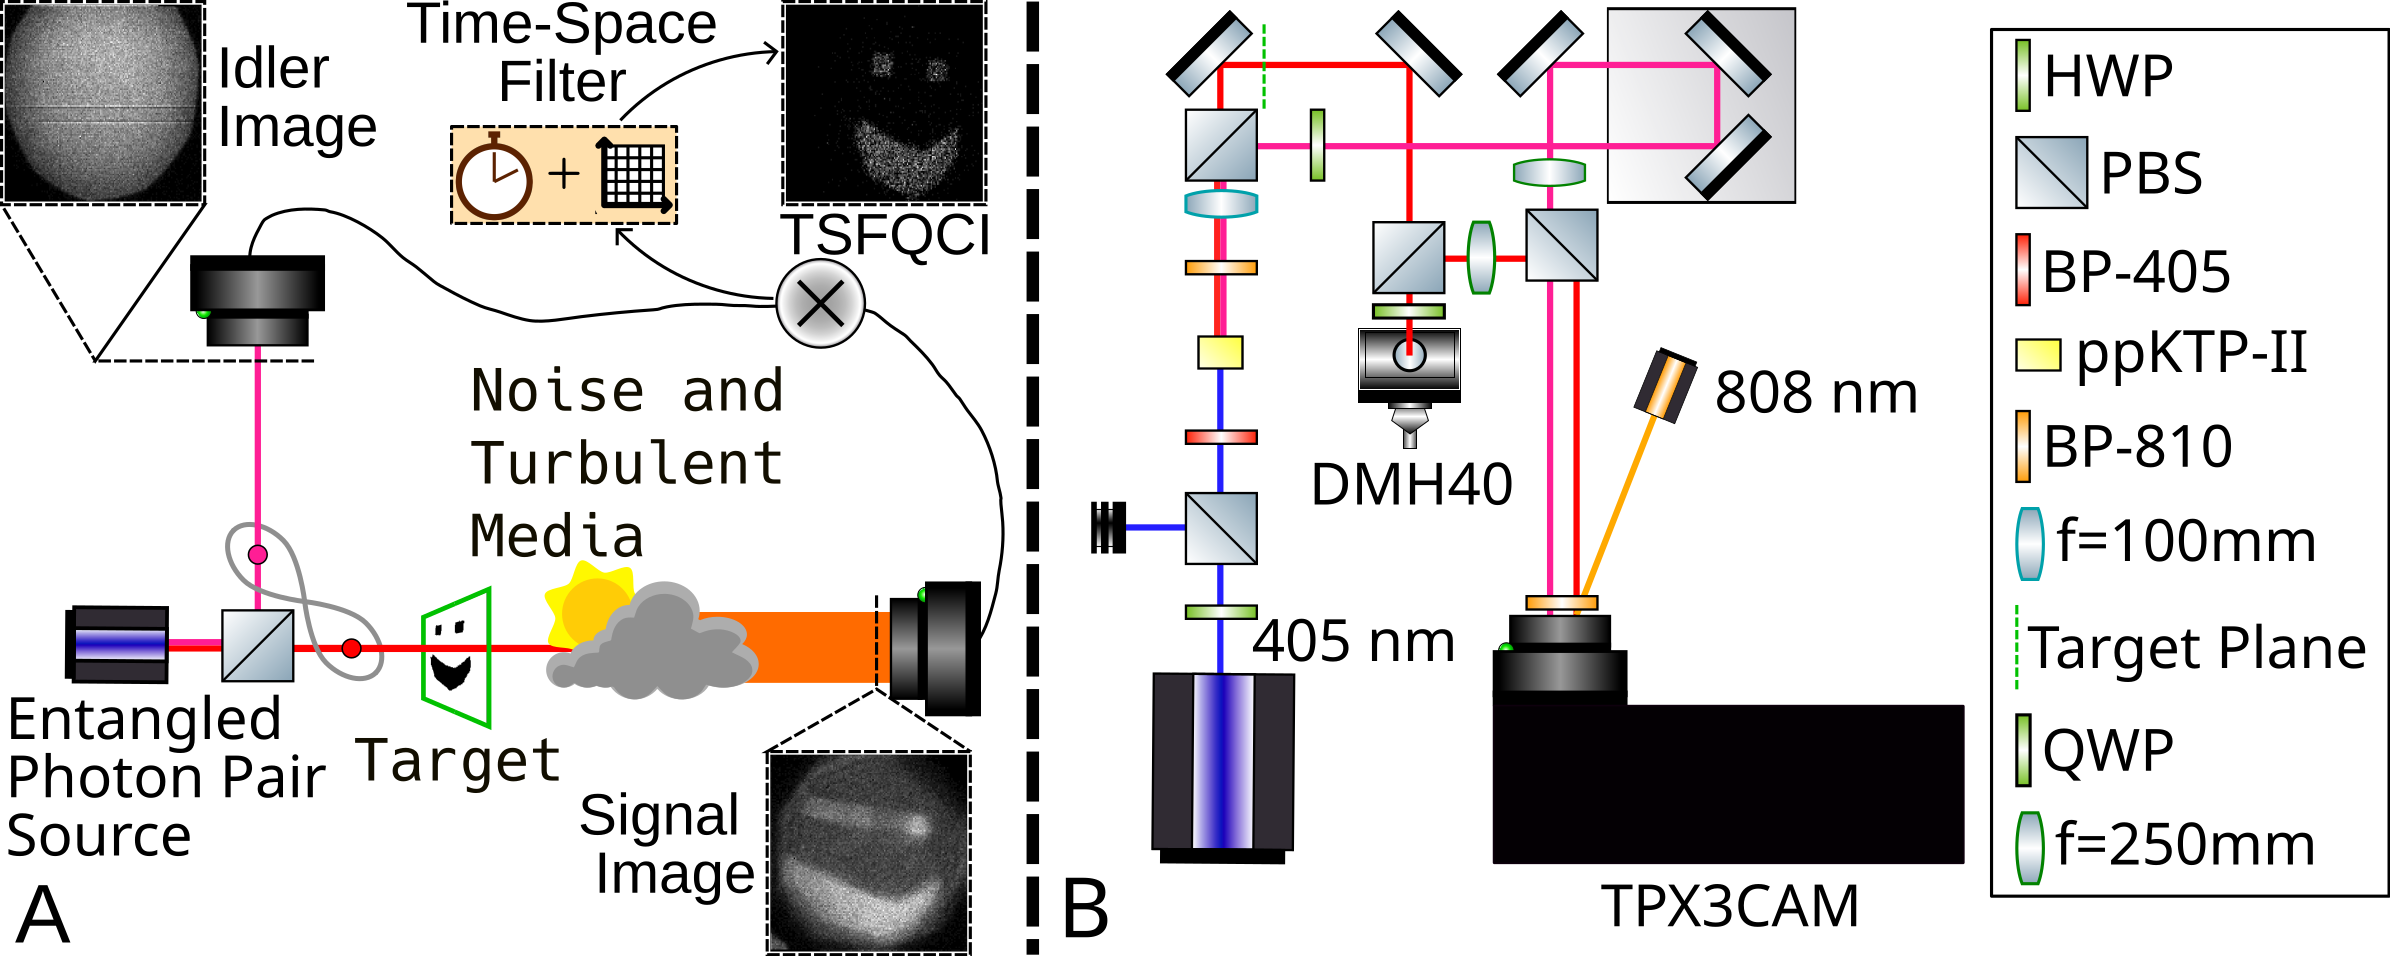 Idler
Image
Time-Space
Filter
TSFQCI
Noise and
Turbulent
Media
Entangled
Photon Pair
Source
Target
Signal
Image
A
B
DMH40
405 nm
808 nm
TPX3CAM
HWP
PBS
BP-405
ppKTP-II
BP-810
f=100mm
Target Plane
QWP
f=250mm